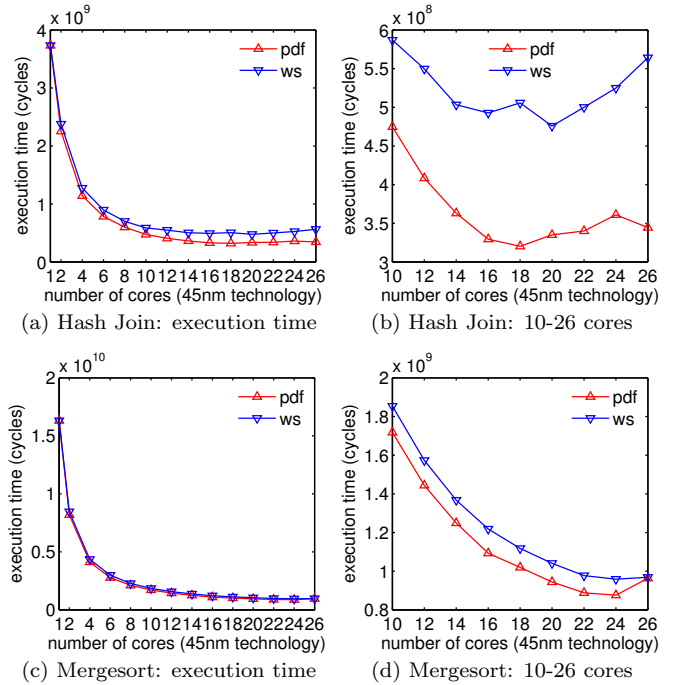 x 10^9
execution time (cycles)
4
3
2
1
0
pdf
ws
1 2 4 6 8 10 12 14 16 18 20 22 24 26
number of cores (45nm technology)
(a) Hash Join: execution time
x 10^8
execution time (cycles)
6
5.5
5
4.5
4
3.5
3
pdf
ws
10 12 14 16 18 20 22 24 26
number of cores (45nm technology)
(b) Hash Join: 10-26 cores
x 10^10
execution time (cycles)
2
1.5
1
0.5
0
pdf
ws
1 2 4 6 8 10 12 14 16 18 20 22 24 26
number of cores (45nm technology)
(c) Mergesort: execution time
x 10^9
execution time (cycles)
2
1.8
1.6
1.4
1.2
1
0.8
pdf
ws
10 12 14 16 18 20 22 24 26
number of cores (45nm technology)
(d) Mergesort: 10-26 cores